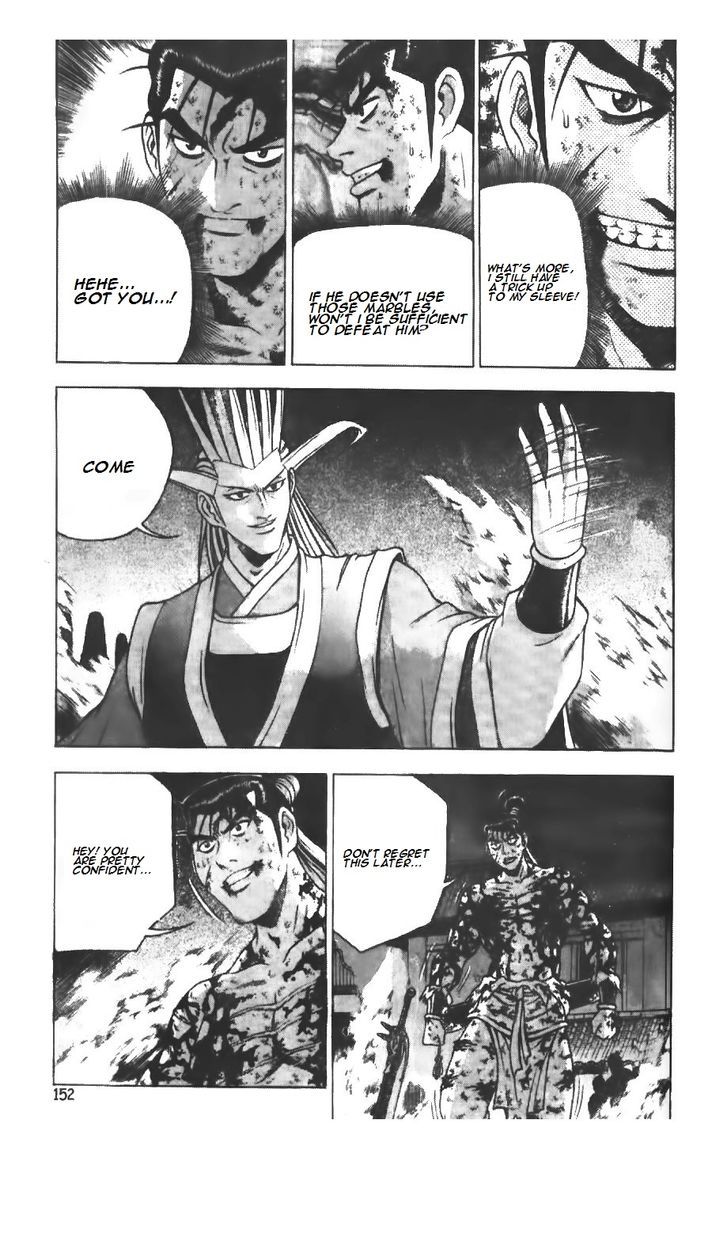 HEHE...
GOT YOU...!
IF HE DOESN'T USE
THOSE MARBLES,
WON'T I BE SUFFICIENT
TO DEFEAT HIM?
WHAT'S MORE,
I STILL HAVE
A TRICK UP
TO MY SLEEVE!
COME
HEY! YOU
ARE PRETTY
CONFIDENT...
DON'T REGRET
THIS LATER...
152